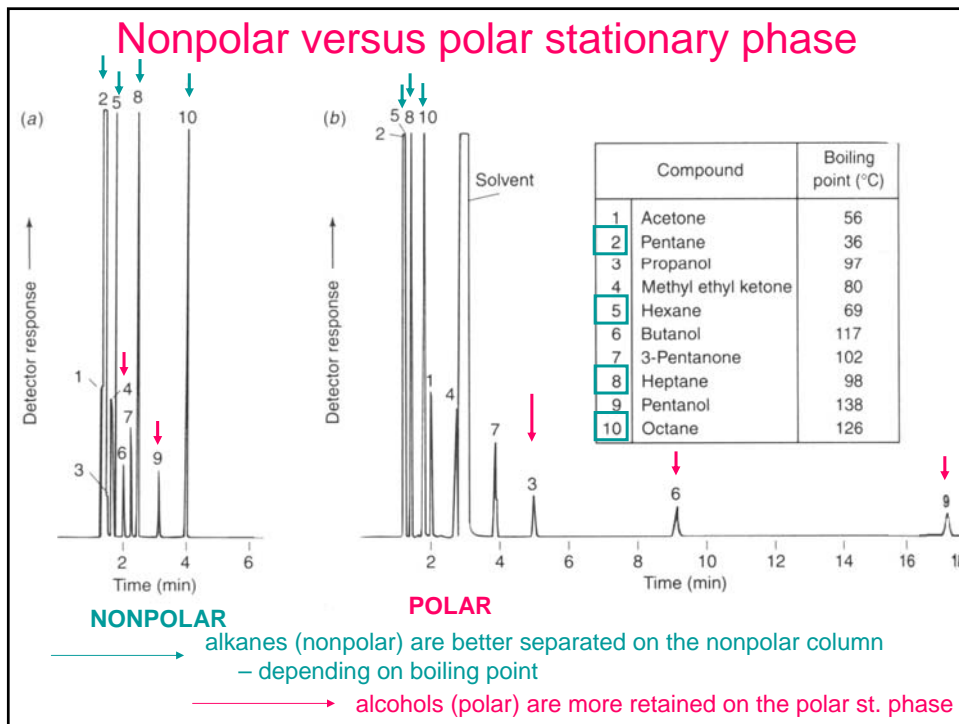 Nonpolar versus polar stationary phase
(a)
2
5
8
10
1
4
7
3
6
9
Detector response
2 4 6
Time (min)
(b)
5 8 10
2
Solvent
1
4
7
3
6
9
Detector response
2 4 6 8 10 12 14 16 18
Time (min)
Compound Boiling point (°C)
1 Acetone 56
2 Pentane 36
3 Propanol 97
4 Methyl ethyl ketone 80
5 Hexane 69
6 Butanol 117
7 3-Pentanone 102
8 Heptane 98
9 Pentanol 138
10 Octane 126
NONPOLAR
POLAR
alkanes (nonpolar) are better separated on the nonpolar column
– depending on boiling point
alcohols (polar) are more retained on the polar st. phase